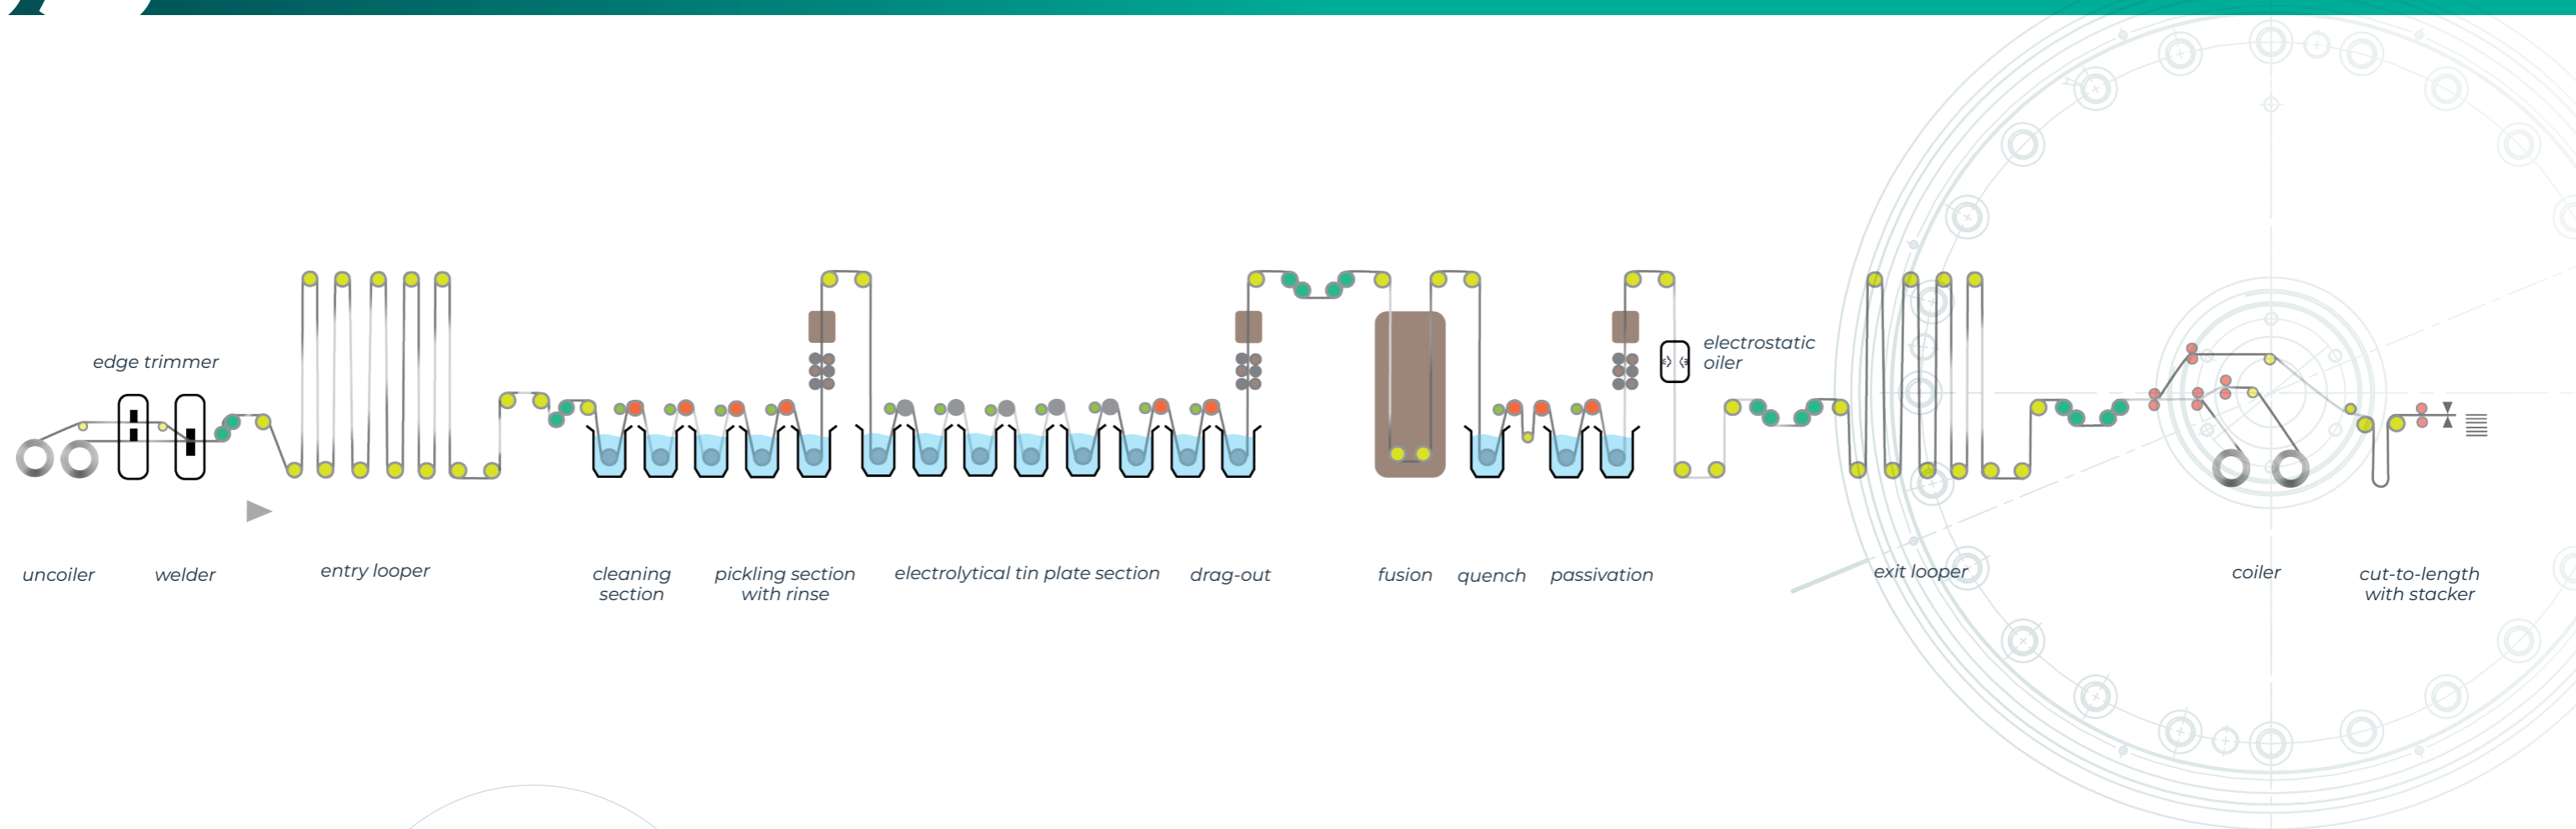 edge trimmer
electrostatic
oiler
uncoiler
welder
entry looper
cleaning
section
pickling section
with rinse
electrolytical tin plate section
drag-out
fusion
quench
passivation
exit looper
coiler
cut-to-length
with stacker